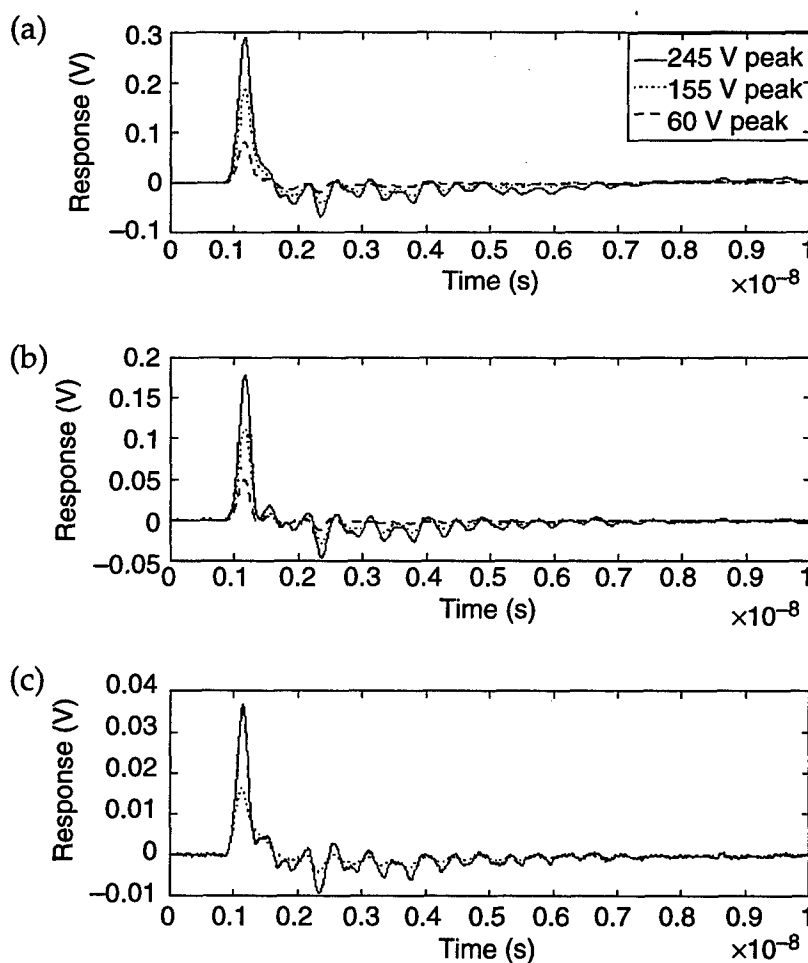 (a)
Response (V)
0.3
0.2
0.1
0
−0.1
245 V peak
155 V peak
60 V peak
0 0.1 0.2 0.3 0.4 0.5 0.6 0.7 0.8 0.9 1
Time (s)
×10⁻⁸
(b)
Response (V)
0.2
0.15
0.1
0.05
0
−0.05
0 0.1 0.2 0.3 0.4 0.5 0.6 0.7 0.8 0.9 1
Time (s)
×10⁻⁸
(c)
Response (V)
0.04
0.03
0.02
0.01
0
−0.01
0 0.1 0.2 0.3 0.4 0.5 0.6 0.7 0.8 0.9 1
Time (s)
×10⁻⁸